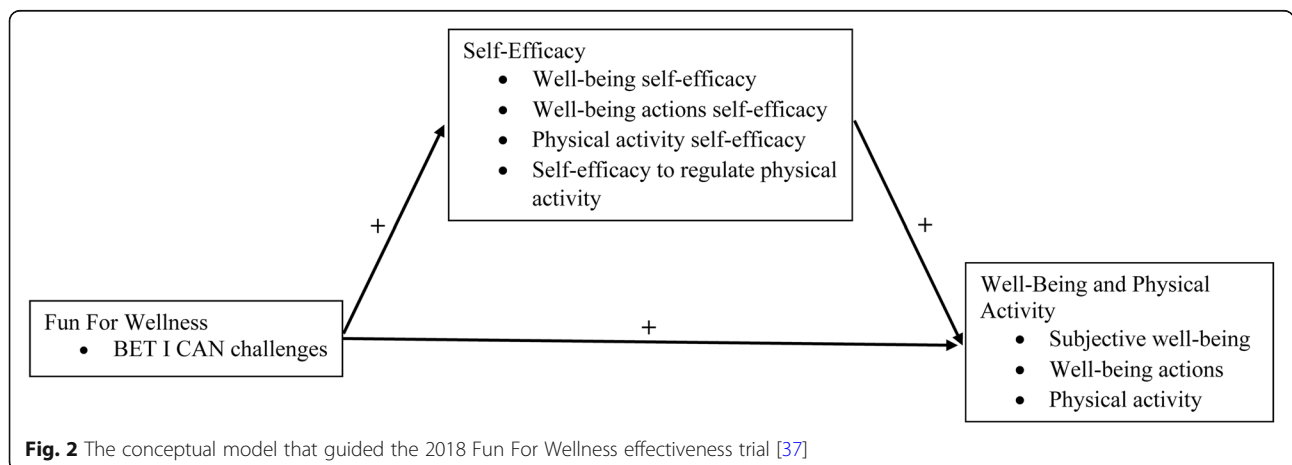 Self-Efficacy
• Well-being self-efficacy
• Well-being actions self-efficacy
• Physical activity self-efficacy
• Self-efficacy to regulate physical
activity
+
+
Fun For Wellness
• BET I CAN challenges
+
Well-Being and Physical
Activity
• Subjective well-being
• Well-being actions
• Physical activity
Fig. 2 The conceptual model that guided the 2018 Fun For Wellness effectiveness trial [37]